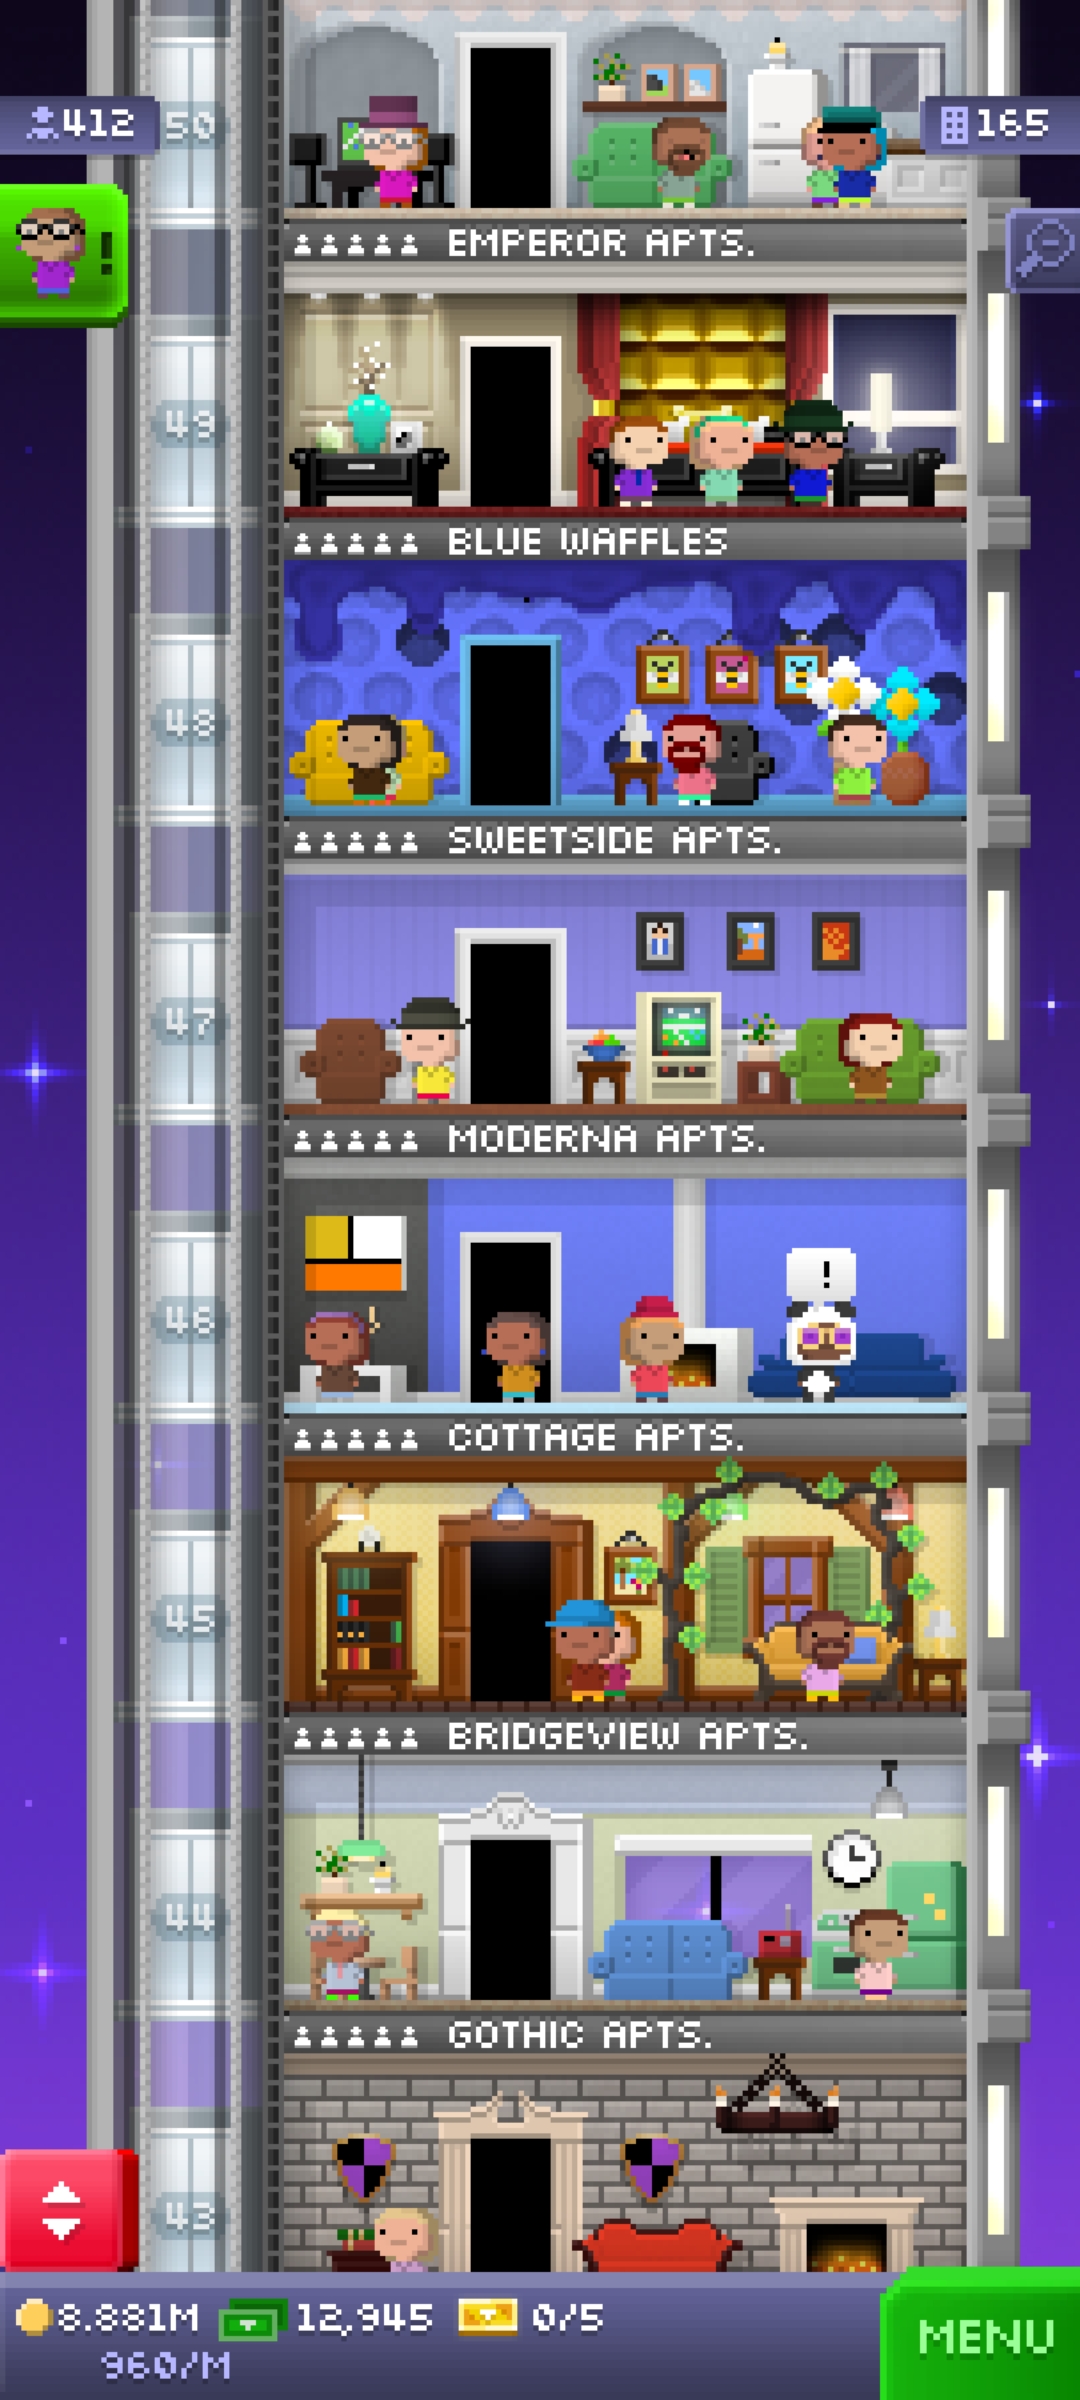 412
50
165
!
EMPEROR APTS.
49
BLUE WAFFLES
48
SWEETSIDE APTS.
47
MODERNA APTS.
!
46
COTTAGE APTS.
45
BRIDGEVIEW APTS.
44
GOTHIC APTS.
43
8.881M 12,945 0/5
960/M
MENU